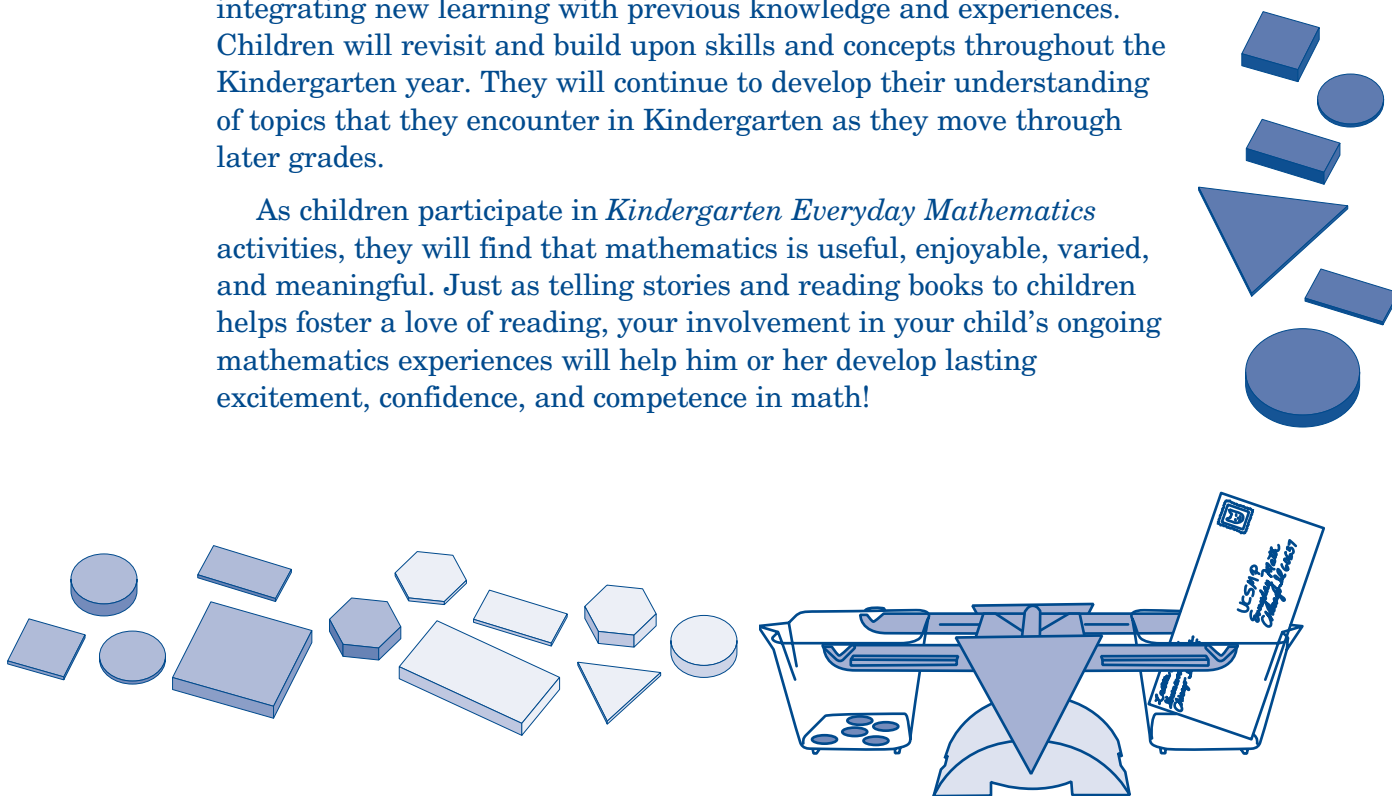 integrating new learning with previous knowledge and experiences.
Children will revisit and build upon skills and concepts throughout the
Kindergarten year. They will continue to develop their understanding
of topics that they encounter in Kindergarten as they move through
later grades.
As children participate in Kindergarten Everyday Mathematics
activities, they will find that mathematics is useful, enjoyable, varied,
and meaningful. Just as telling stories and reading books to children
helps foster a love of reading, your involvement in your child’s ongoing
mathematics experiences will help him or her develop lasting
excitement, confidence, and competence in math!
UCSMP
Everyday Math
Chicago, IL 60637